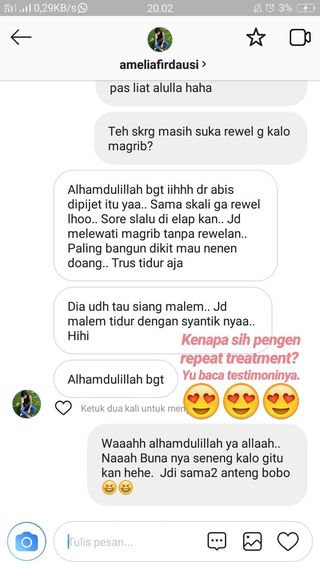 0,29KB/s
20.02
3%
ameliafirdausi
pas liat alulla haha
Teh skrg masih suka rewel g kalo
magrib?
Alhamdulillah bgt iihhh dr abis
dipijet itu yaa.. Sama skali ga rewel
lhoo.. Sore slalu di elap kan.. Jd
melewati magrib tanpa rewelan..
Paling bangun dikit mau nenen
doang.. Trus tidur aja
Dia udh tau siang malem.. Jd
malem tidur dengan syantik nyaa..
Hihi
Kenapa sih pengen
repeat treatment?
Yu baca testimoninya.
Alhamdulillah bgt
Ketuk dua kali untuk men
Waaahh alhamdulillah ya allaah..
Naaah Buna nya seneng kalo gitu
kan hehe. Jdi sama2 anteng bobo
Tulis pesan...